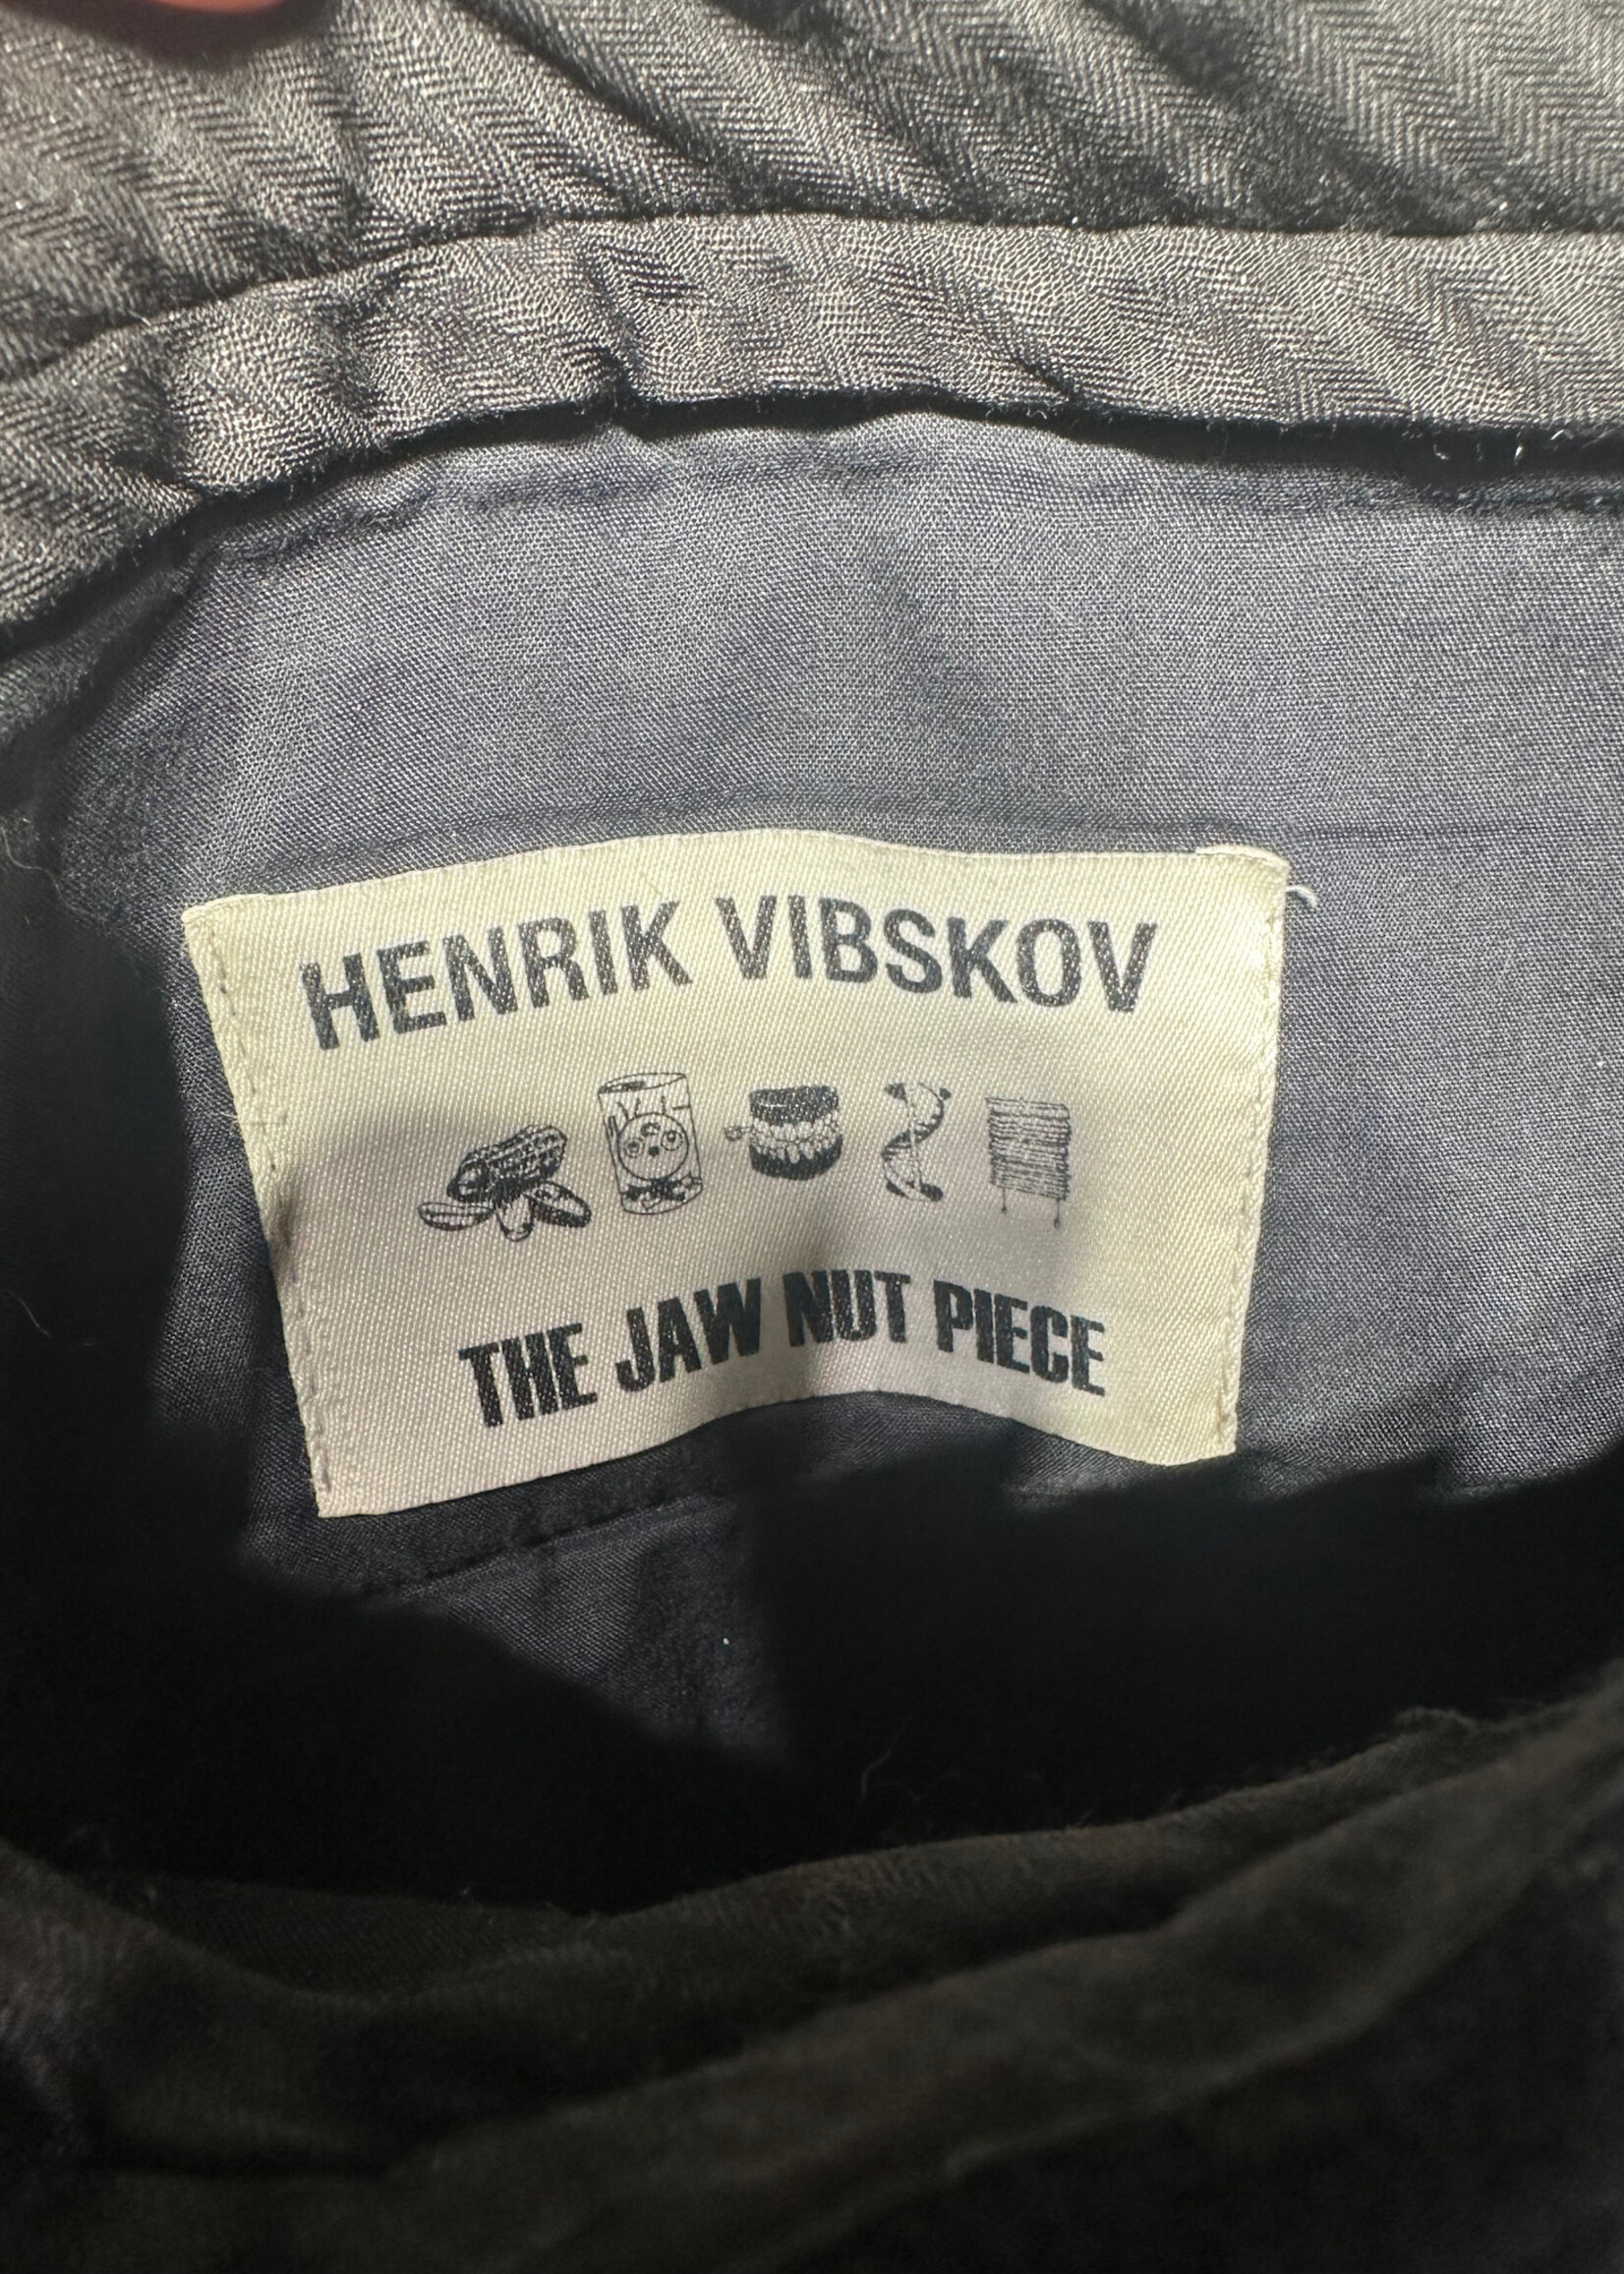 HENRIK VIBSKOV
THE JAW NUT PIECE